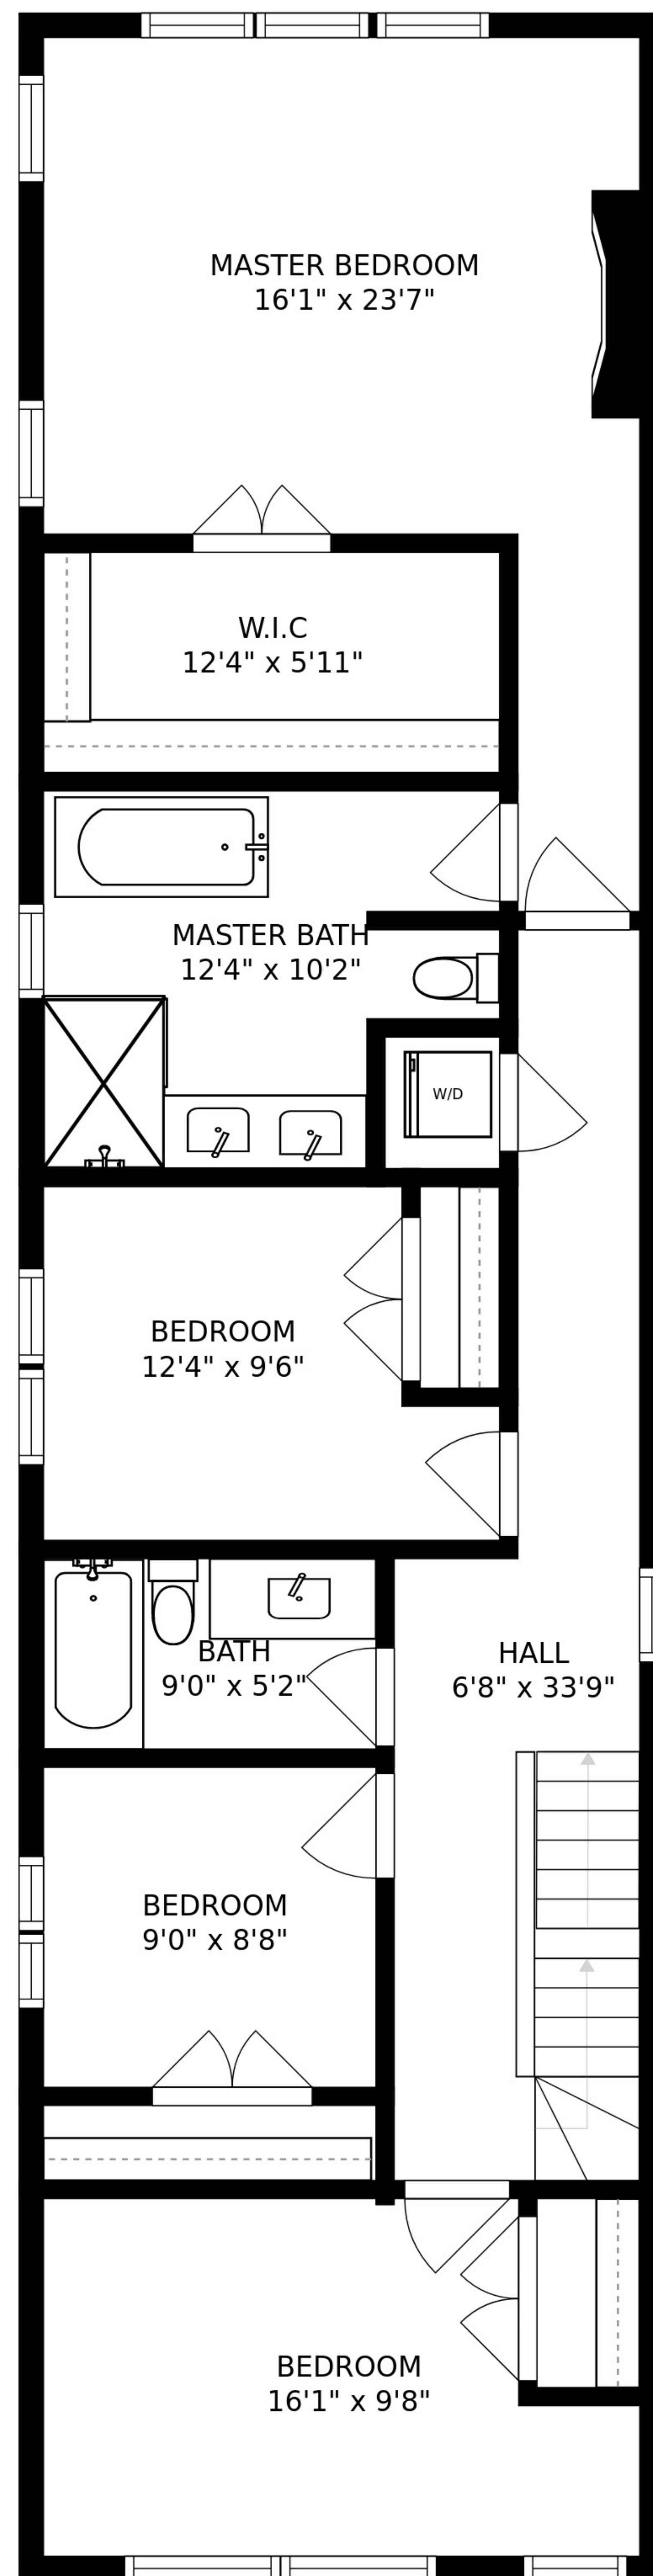 MASTER BEDROOM
16'1" x 23'7"
W.I.C
12'4" x 5'11"
MASTER BATH
12'4" x 10'2"
W/D
BEDROOM
12'4" x 9'6"
BATH
9'0" x 5'2"
HALL
6'8" x 33'9"
BEDROOM
9'0" x 8'8"
BEDROOM
16'1" x 9'8"